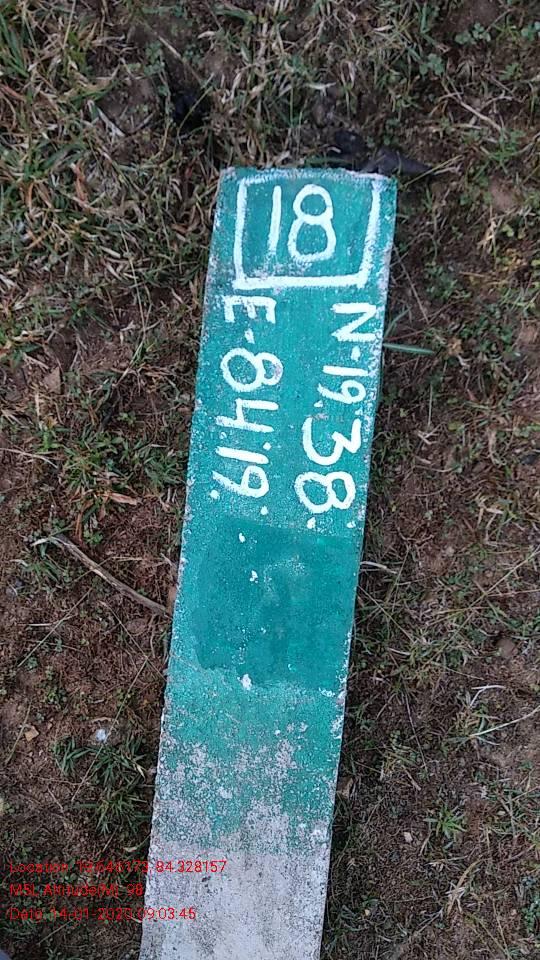 18
N-19°38'
E-84°19'
Location: 19.646173,84.328157
MSL Altitude(M): 98
Date: 14-01-2020 09:03:45